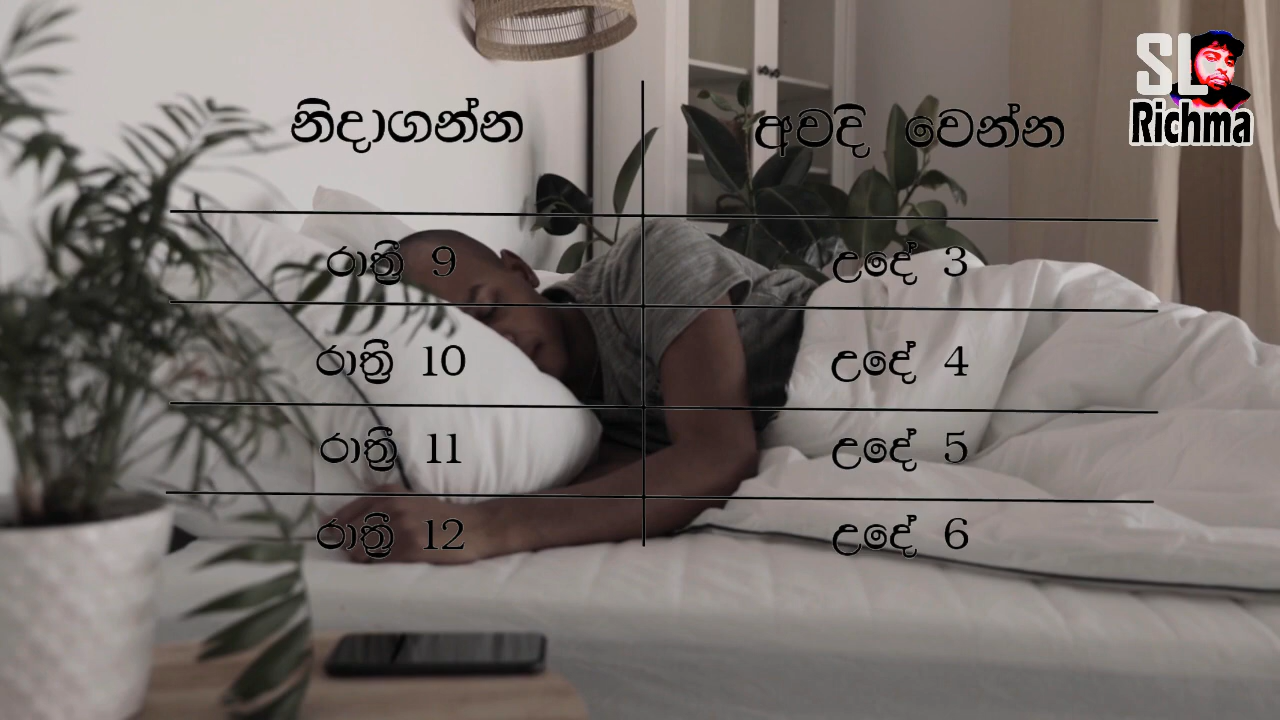 නිදාගන්න අවදි වෙන්න
රාත්‍රී 9 උදේ 3
රාත්‍රී 10 උදේ 4
රාත්‍රී 11 උදේ 5
රාත්‍රී 12 උදේ 6
SL
Richma